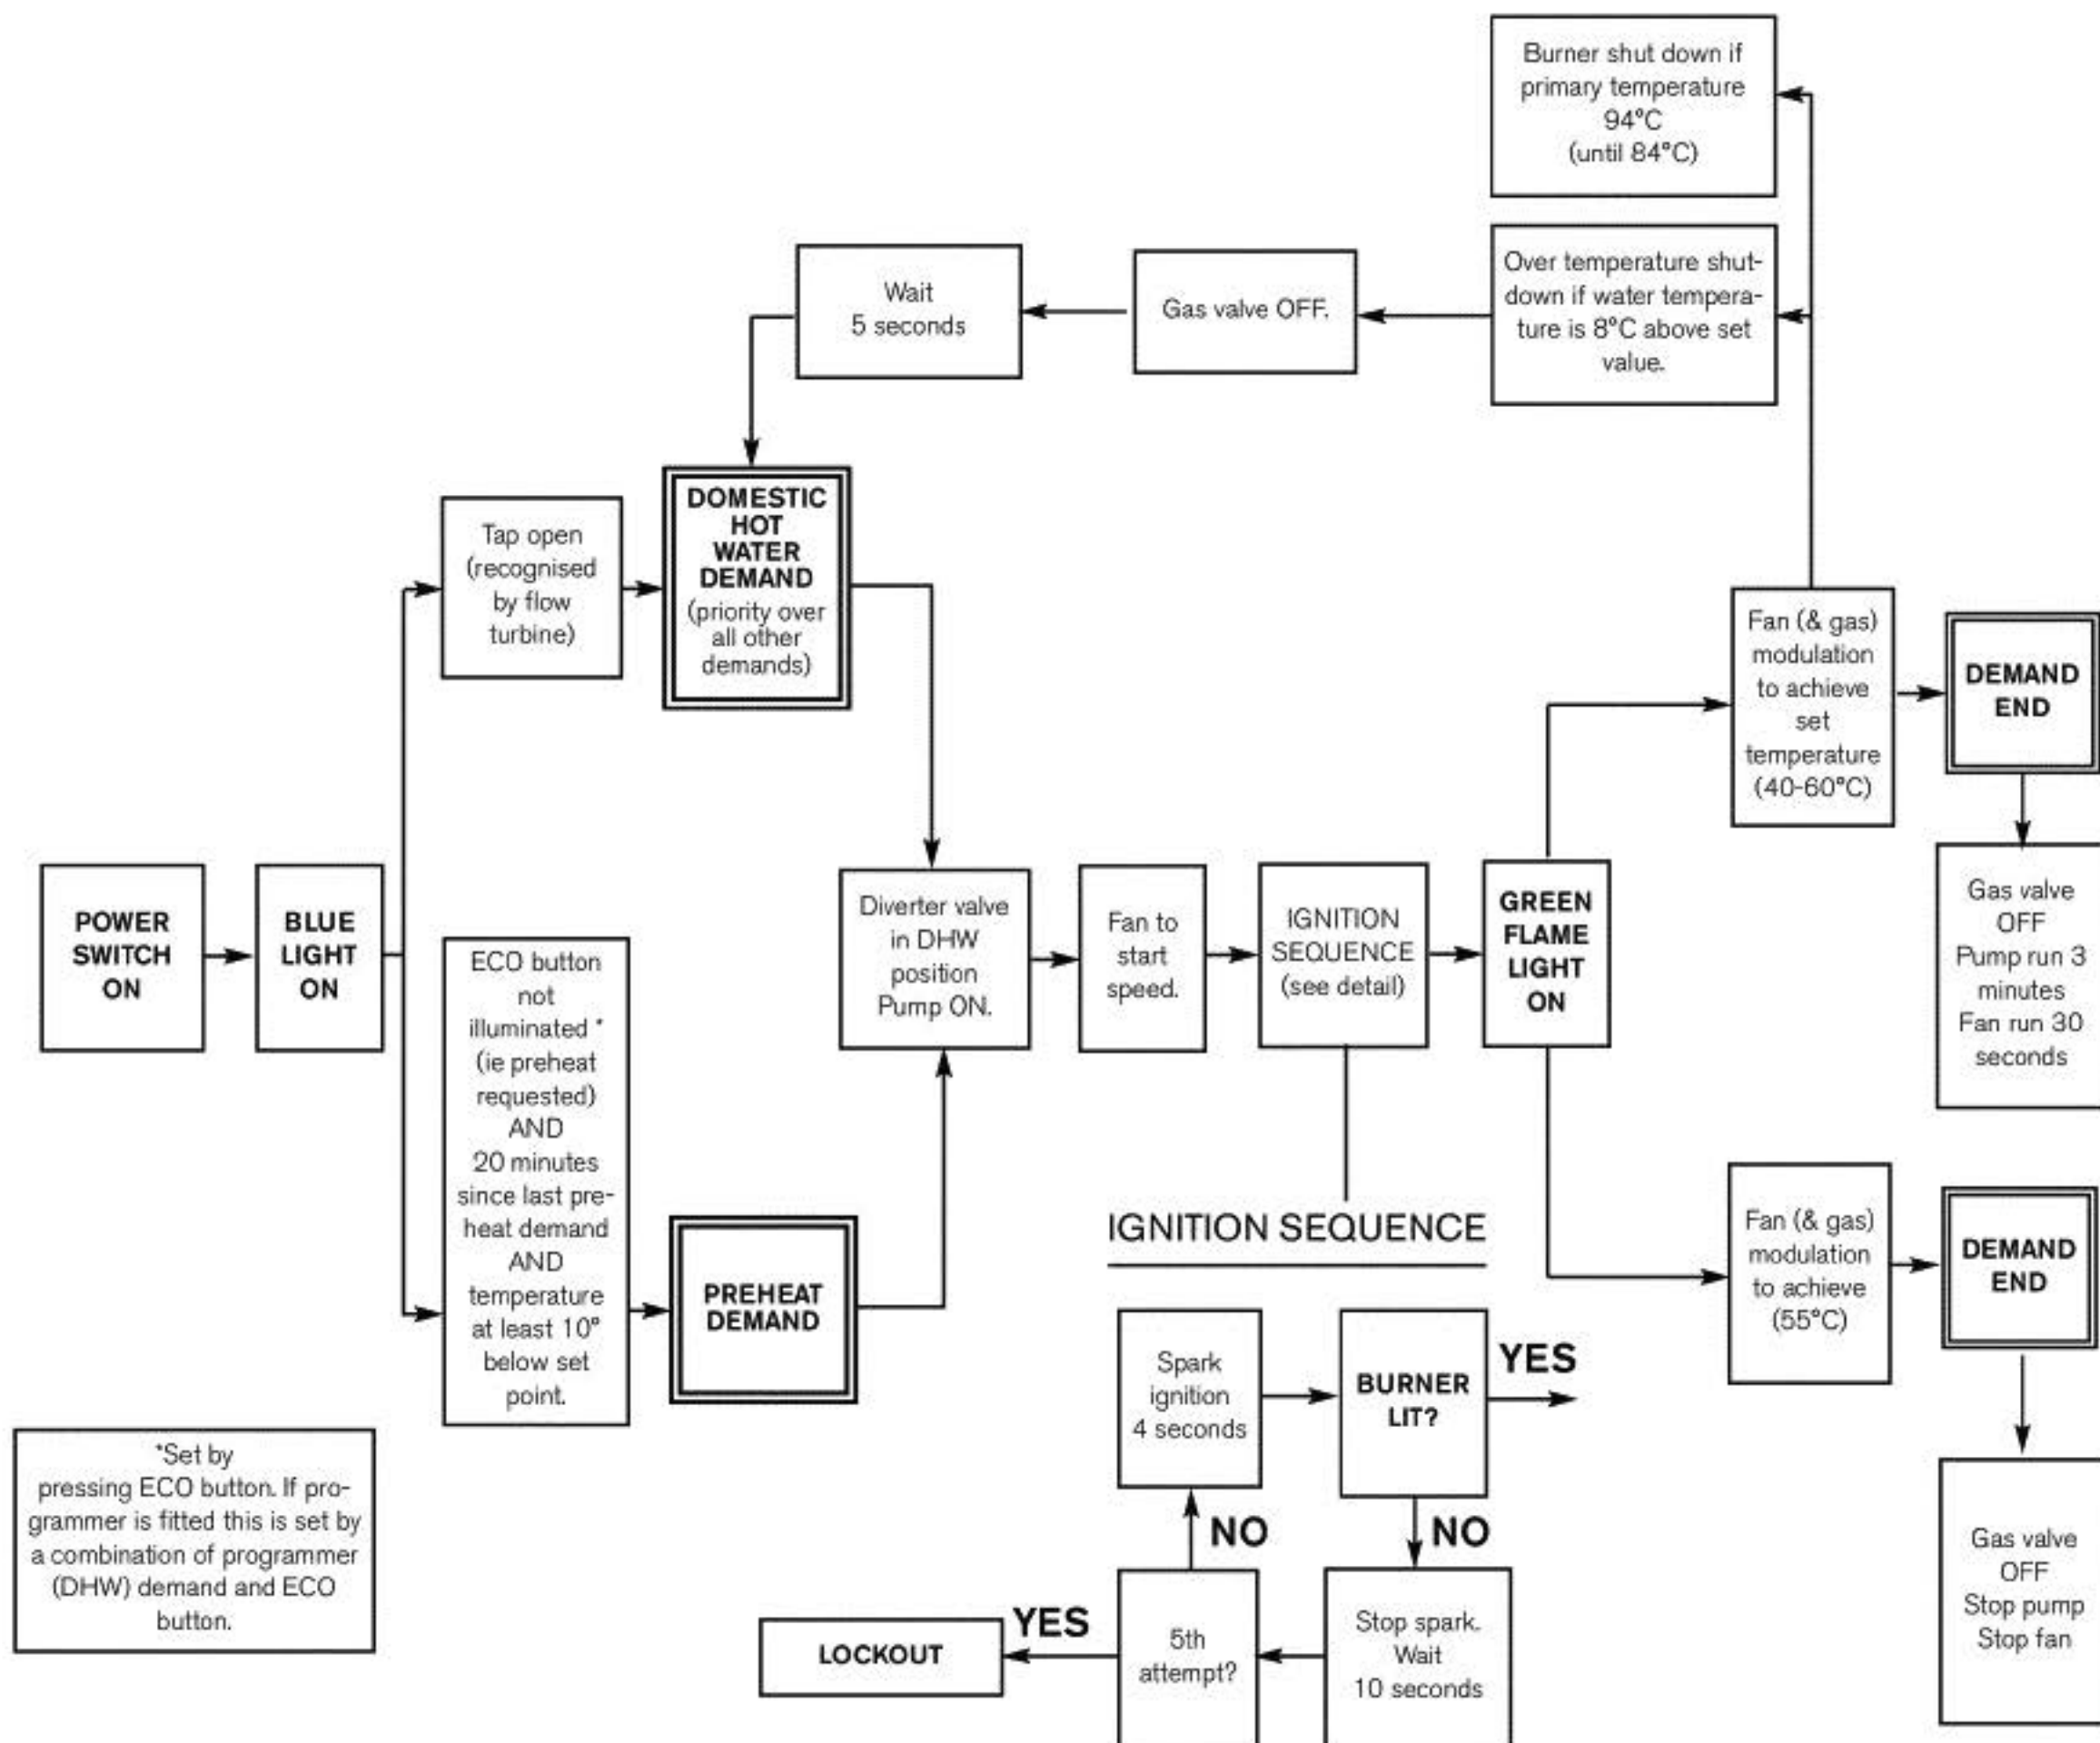 Burner shut down if
primary temperature
94°C
(until 84°C)
Over temperature shut-
down if water tempera-
ture is 8°C above set
value.
Gas valve OFF.
Wait
5 seconds
DOMESTIC
HOT
WATER
DEMAND
(priority over
all other
demands)
Tap open
(recognised
by flow
turbine)
POWER
SWITCH
ON
BLUE
LIGHT
ON
ECO button
not
illuminated *
(ie preheat
requested)
AND
20 minutes
since last pre-
heat demand
AND
temperature
at least 10°
below set
point.
PREHEAT
DEMAND
Diverter valve
in DHW
position
Pump ON.
Fan to
start
speed.
IGNITION
SEQUENCE
(see detail)
GREEN
FLAME
LIGHT
ON
Fan (& gas)
modulation
to achieve
set
temperature
(40-60°C)
DEMAND
END
Gas valve
OFF
Pump run 3
minutes
Fan run 30
seconds
Fan (& gas)
modulation
to achieve
(55°C)
DEMAND
END
Gas valve
OFF
Stop pump
Stop fan
IGNITION SEQUENCE
Spark
ignition
4 seconds
BURNER
LIT?
YES
NO
Stop spark.
Wait
10 seconds
5th
attempt?
NO
YES
LOCKOUT
*Set by
pressing ECO button. If pro-
grammer is fitted this is set by
a combination of programmer
(DHW) demand and ECO
button.